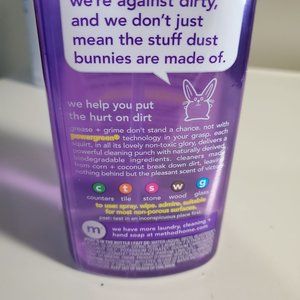 we're against dirty,
and we don't just
mean the stuff dust
bunnies are made of.
we help you put
the hurt on dirt
grease + grime don't stand a chance. not with
powergreen® technology in your grasp. each
squirt, in all its lovely non-toxic glory, delivers a
powerful cleaning punch with naturally derived,
biodegradable ingredients. cleaners made
from corn + coconut break down dirt, leaving
nothing behind but the pleasant scent of victory.
c t s w g
counters tile stone wood glass
to use: spray. wipe. admire. suitable
for most non-porous surfaces.
psst: test in an inconspicuous place first.
m
we have more laundry, cleaning +
hand soap at methodhome.com